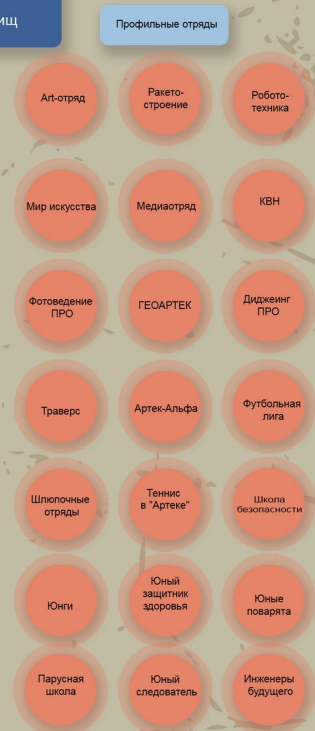 ищ
Профильные отряды
Art-отряд
Ракето-
строение
Робото-
техника
Мир искусства
Медиаотряд
КВН
Фотоведение
ПРО
ГЕОАРТЕК
Диджеинг
ПРО
Траверс
Артек-Альфа
Футбольная
лига
Шлюпочные
отряды
Теннис
в "Артеке"
Школа
безопасности
Юнги
Юный
защитник
здоровья
Юные
поварята
Парусная
школа
Юный
следователь
Инженеры
будущего